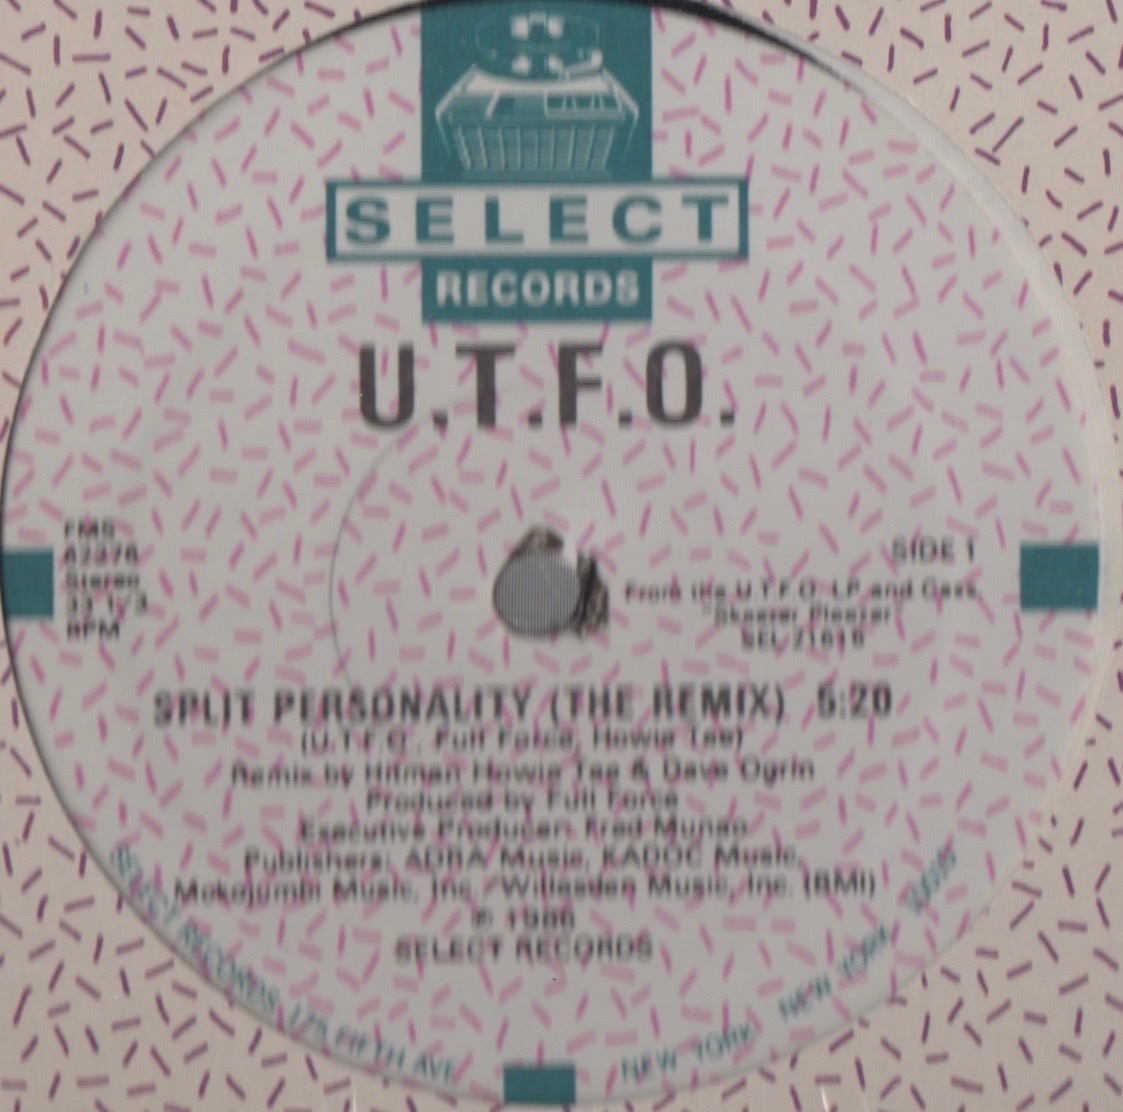 SELECT
RECORDS
U.T.F.O.
FMS
62276
Stereo
33 1/3
RPM
SIDE 1
From the U.T.F.O. LP and Cass.
"Skeezer Pleezer"
SEL 21616
SPLIT PERSONALITY (THE REMIX) 5:20
(U.T.F.O., Full Force, Howie Tee)
Remix by Hitman Howie Tee & Dave Ogrin
Produced by Full Force
Executive Producer: Fred Munao
Publishers: ADRA Music, KADOC Music,
Mokojumbi Music, Inc./Willesden Music, Inc. (BMI)
℗ 1986
SELECT RECORDS
SELECT RECORDS, 175 FIFTH AVE NEW YORK, NEW YORK